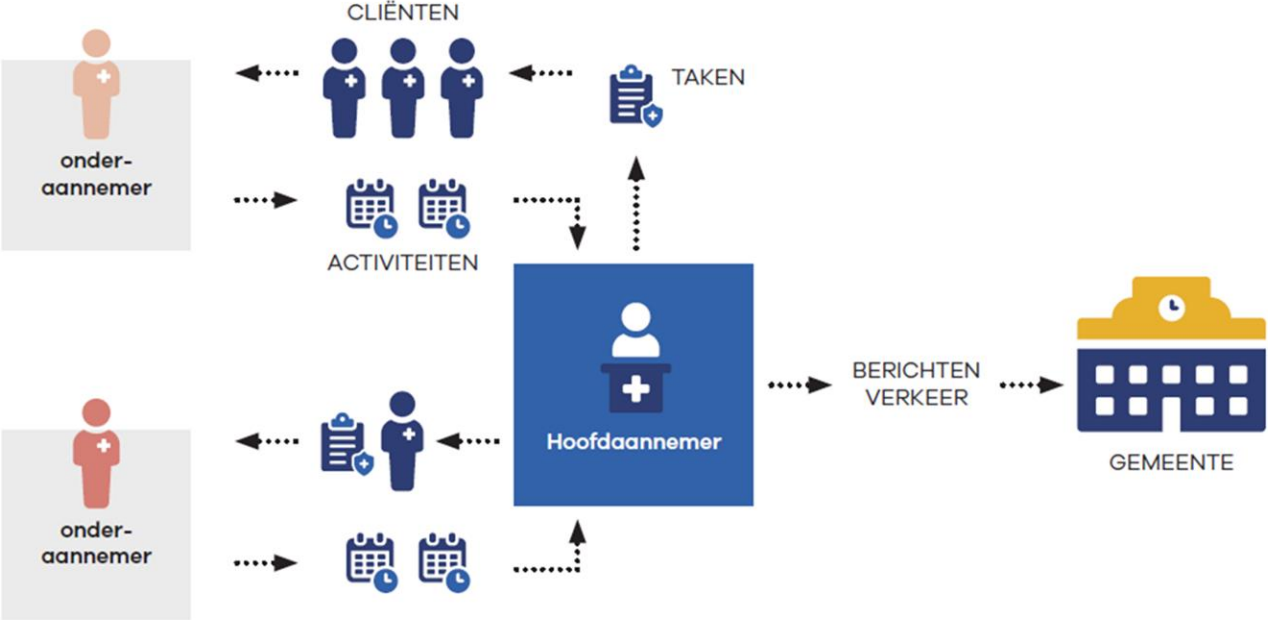 CLIËNTEN
TAKEN
onder-
aannemer
ACTIVITEITEN
Hoofdaannemer
BERICHTEN
VERKEER
GEMEENTE
onder-
aannemer